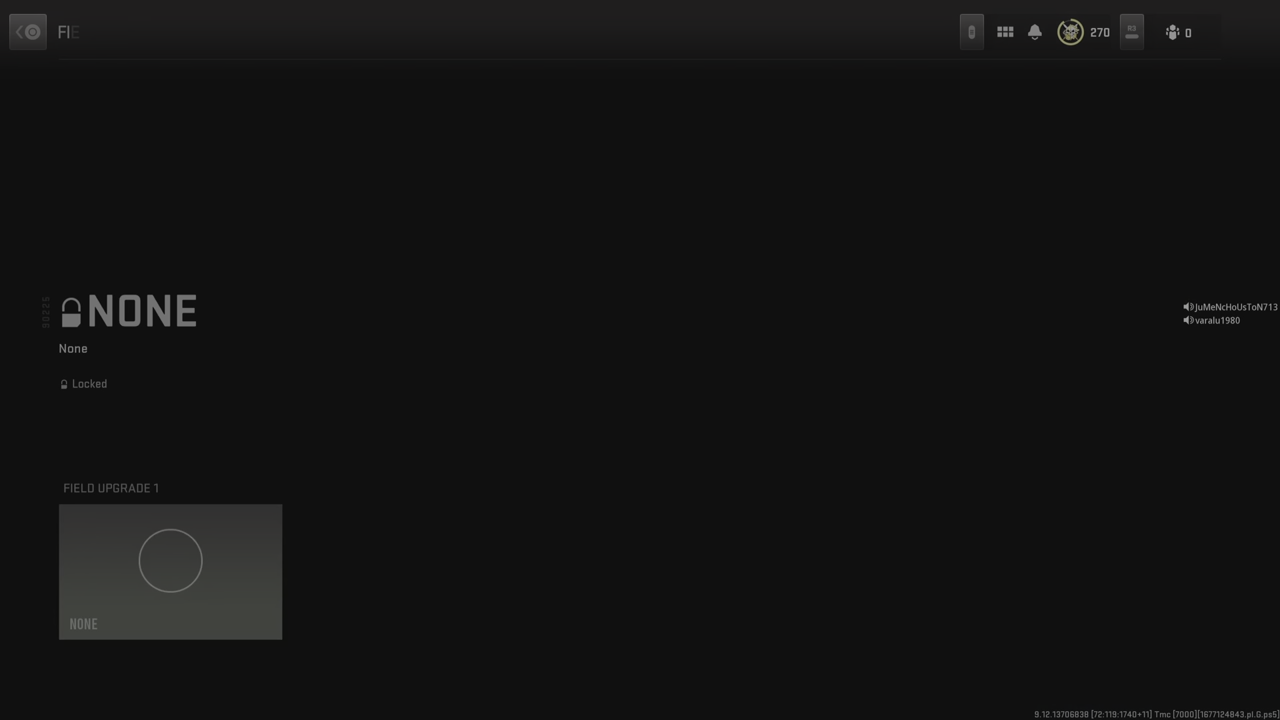 FIE
270
R3
0
NONE
None
Locked
JuMeNcHoUsToN713
varalu1980
FIELD UPGRADE 1
NONE
9.12.13706838 [72:119:1740+11] Tmc [7000][1677124843.pl.G.ps5]